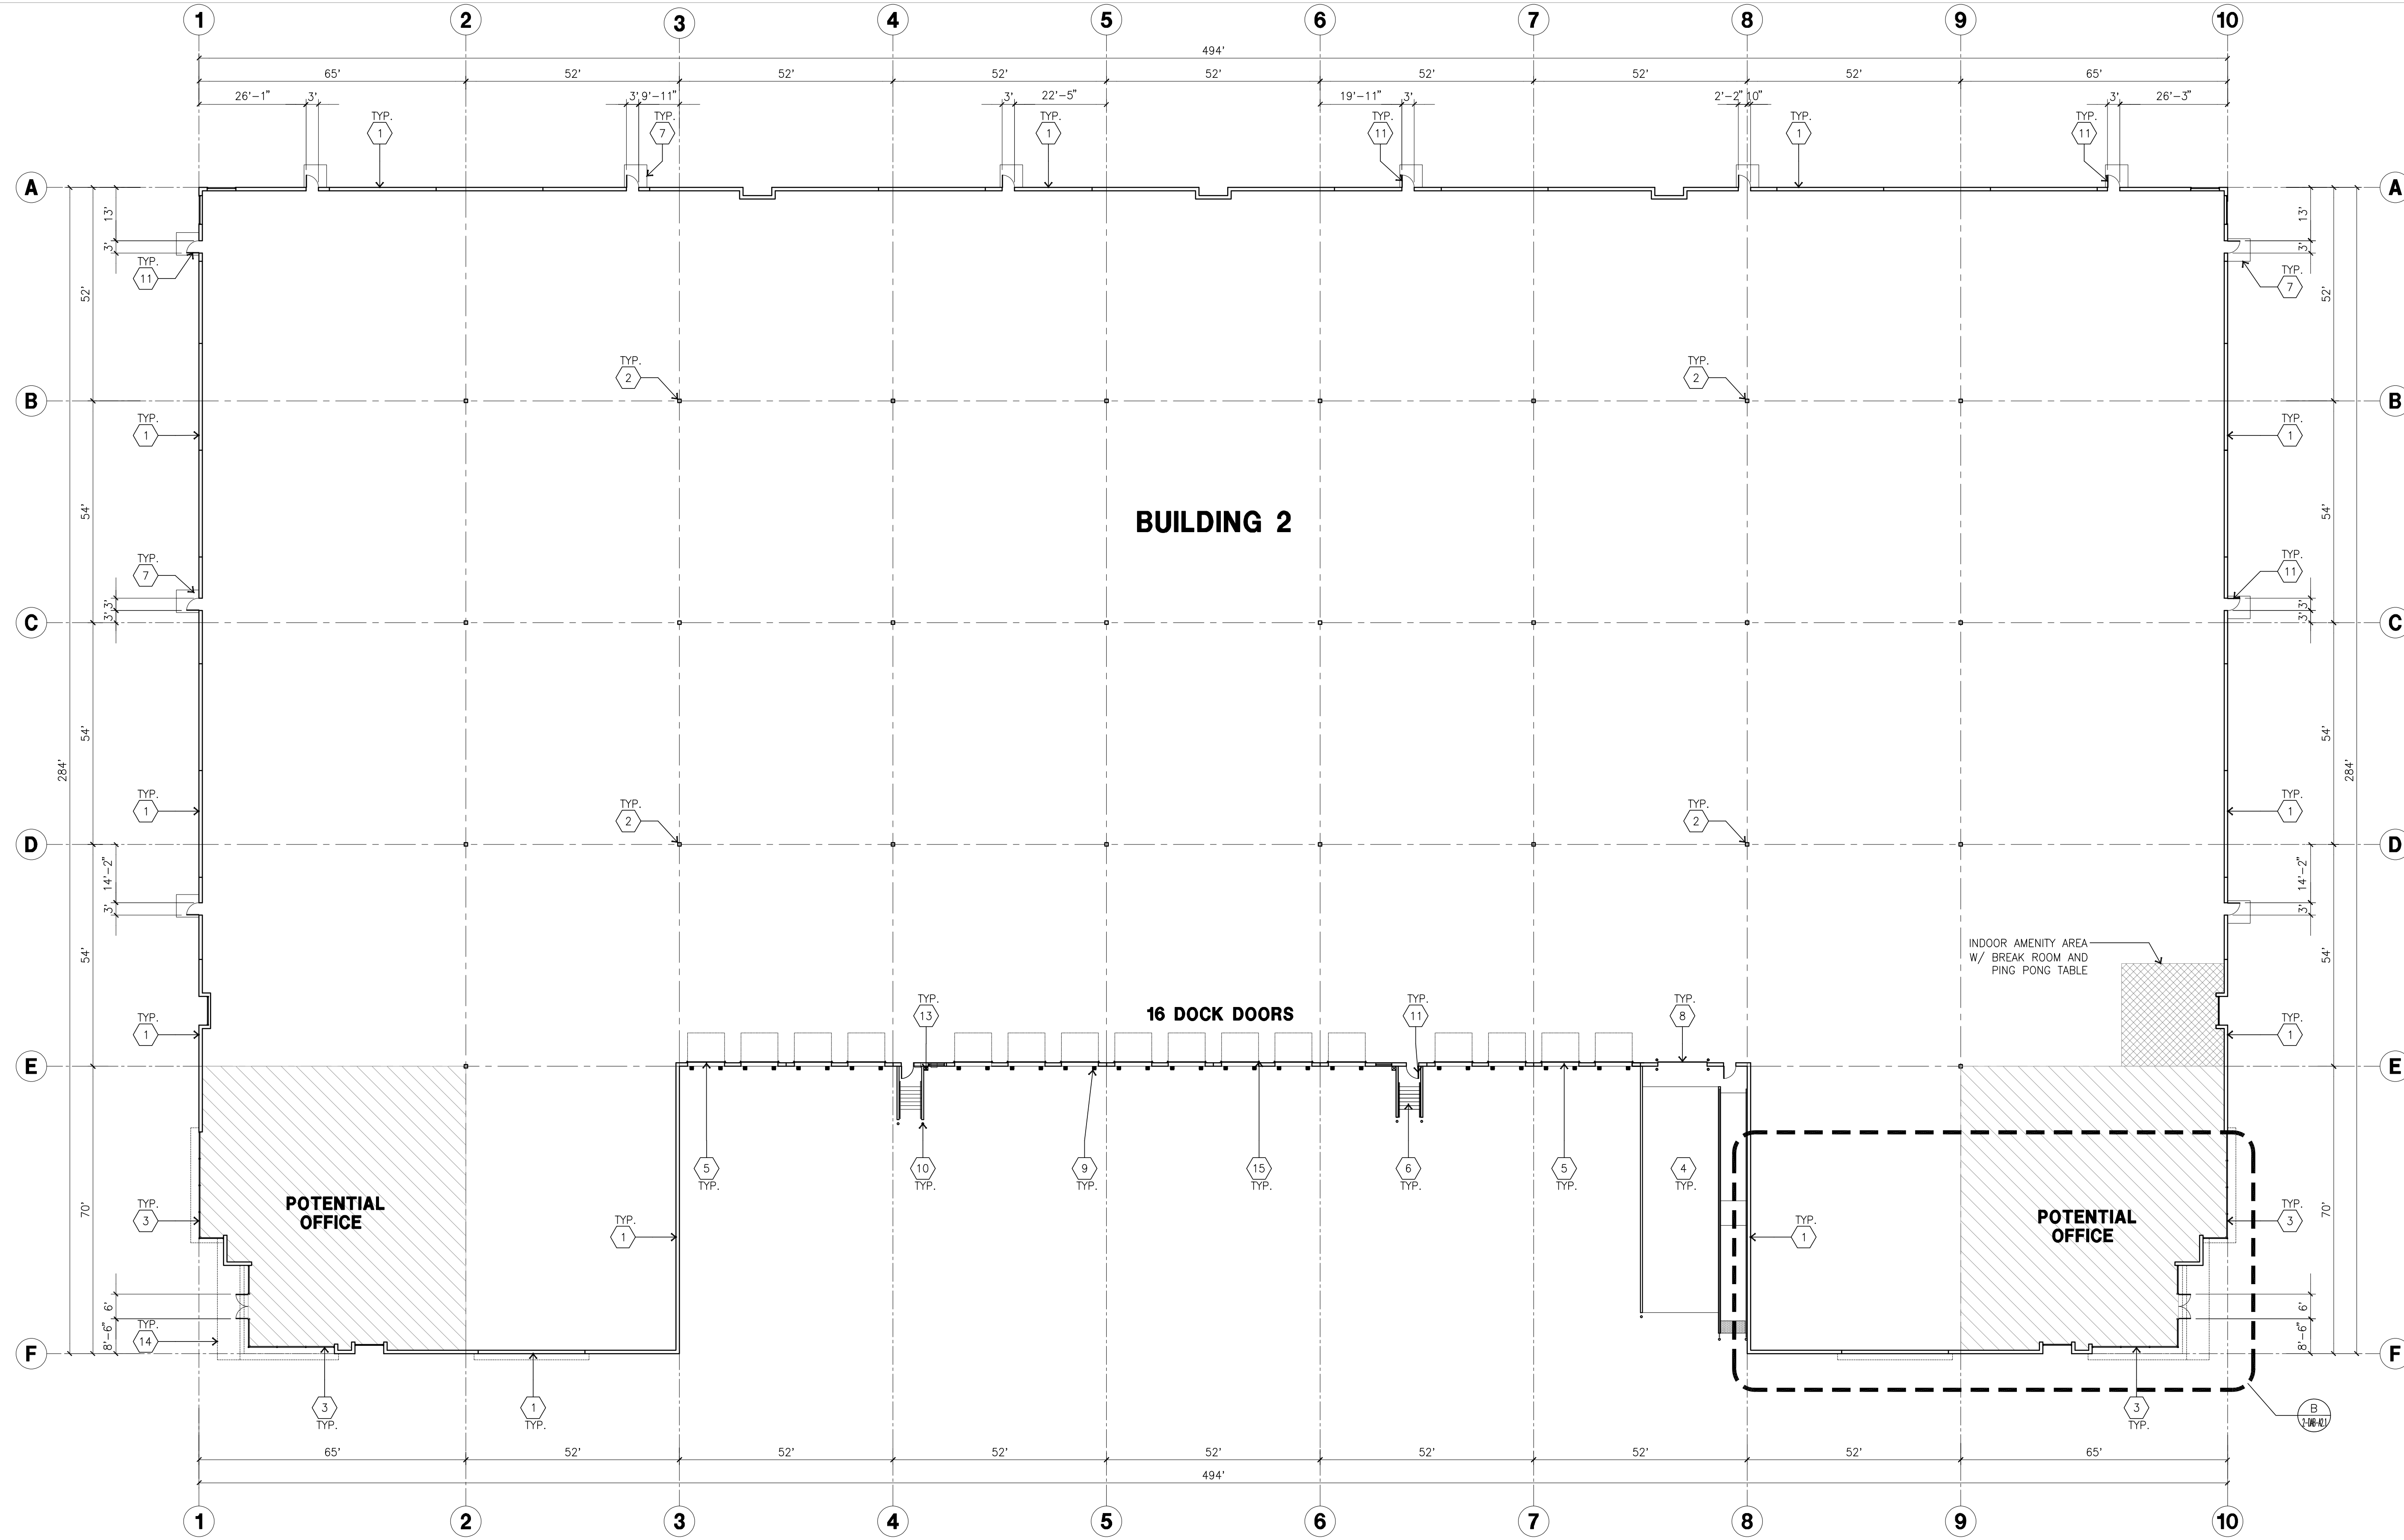 1 2 3 4 5 6 7 8 9 10
494'
65' 52' 52' 52' 52' 52' 52' 52' 65'
26'-1" 3' 3' 9'-11" 3' 22'-5" 19'-11" 3' 2'-2" 10" 3' 26'-3"
TYP. TYP. TYP. TYP. TYP. TYP.
1 7 1 11 1 11
A A
13' 13'
3' 3'
TYP. TYP.
11 7
52' 52'
TYP. TYP.
2 2
B B
TYP. TYP.
1 1
54' 54'
BUILDING 2
TYP. TYP.
7 11
3' 3'
3' 3'
C C
54' 54'
284' 284'
TYP. TYP. TYP. TYP.
1 2 2 1
D D
14'-2" 14'-2"
3' 3'
54' 54'
INDOOR AMENITY AREA
W/ BREAK ROOM AND
PING PONG TABLE
TYP. TYP. TYP.
13 11 8
16 DOCK DOORS
TYP. TYP.
1 1
E E
5 10 9 15 6 5 4
TYP. TYP. TYP. TYP. TYP. TYP. TYP.
70' 70'
POTENTIAL
OFFICE
POTENTIAL
OFFICE
TYP. TYP. TYP. TYP.
3 1 1 3
6' 6'
8'-6" 8'-6"
TYP.
14
F F
3 1 3
TYP. TYP. TYP.
B
65' 52' 52' 52' 52' 52' 52' 52' 65'
494'
1 2 3 4 5 6 7 8 9 10